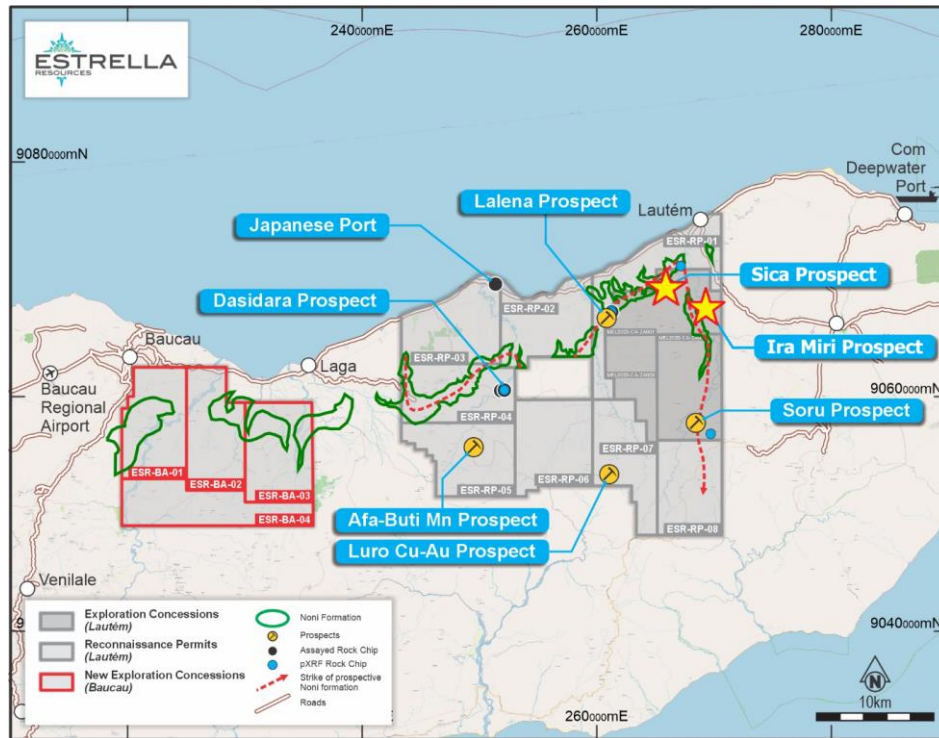 240000mE
260000mE
280000mE
ESTRELLA
RESOURCES
9080000mN
Com
Deepwater
Port
Lalena Prospect
Lautém
Japanese Port
ESR-RP-01
Sica Prospect
Dasidara Prospect
ESR-RP-02
Ira Miri Prospect
Baucau
ESR-RP-03
Laga
Baucau
Regional
Airport
ESR-RP-04
9060000mN
Soru Prospect
ESR-RP-07
ESR-BA-01
ESR-BA-02
ESR-RP-06
ESR-RP-05
ESR-BA-03
Afa-Buti Mn Prospect
ESR-BA-04
ESR-RP-08
Luro Cu-Au Prospect
Venilale
Exploration Concessions
(Lautém)
Reconnaissance Permits
(Lautém)
New Exploration Concessions
(Baucau)
Noni Formation
Prospects
Assayed Rock Chip
pXRF Rock Chip
Strike of prospective
Noni formation
Roads
9
9040000mN
N
10km
260000mE